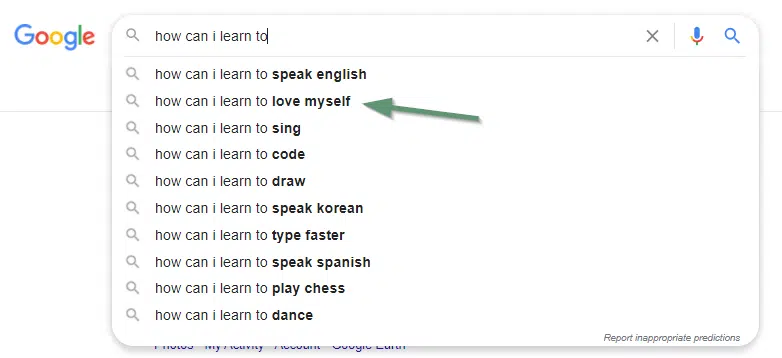 Google
how can i learn to
how can i learn to speak english
how can i learn to love myself
how can i learn to sing
how can i learn to code
how can i learn to draw
how can i learn to speak korean
how can i learn to type faster
how can i learn to speak spanish
how can i learn to play chess
how can i learn to dance
Report inappropriate predictions
Photos My Activity Account Google Earth